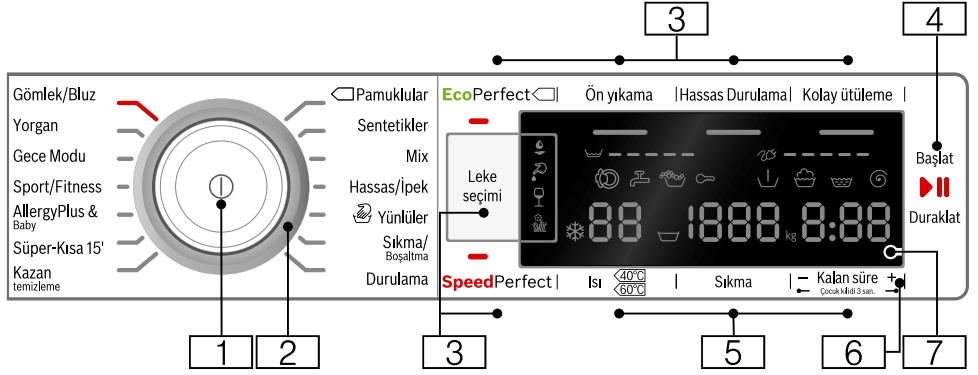 3
4
Gömlek/Bluz
Yorgan
Gece Modu
Sport/Fitness
AllergyPlus &
Baby
Süper-Kısa 15'
Kazan
temizleme
Pamuklular
Sentetikler
Mix
Hassas/İpek
Yünlüler
Sıkma/
Boşaltma
Durulama
EcoPerfect
Ön yıkama
Hassas Durulama
Kolay ütüleme
Leke
seçimi
88
1888
kg
8:88
SpeedPerfect
Isı
40°C
60°C
Sıkma
− Kalan süre +
Çocuk kilidi 3 san.
Başlat
Duraklat
1
2
3
5
6
7